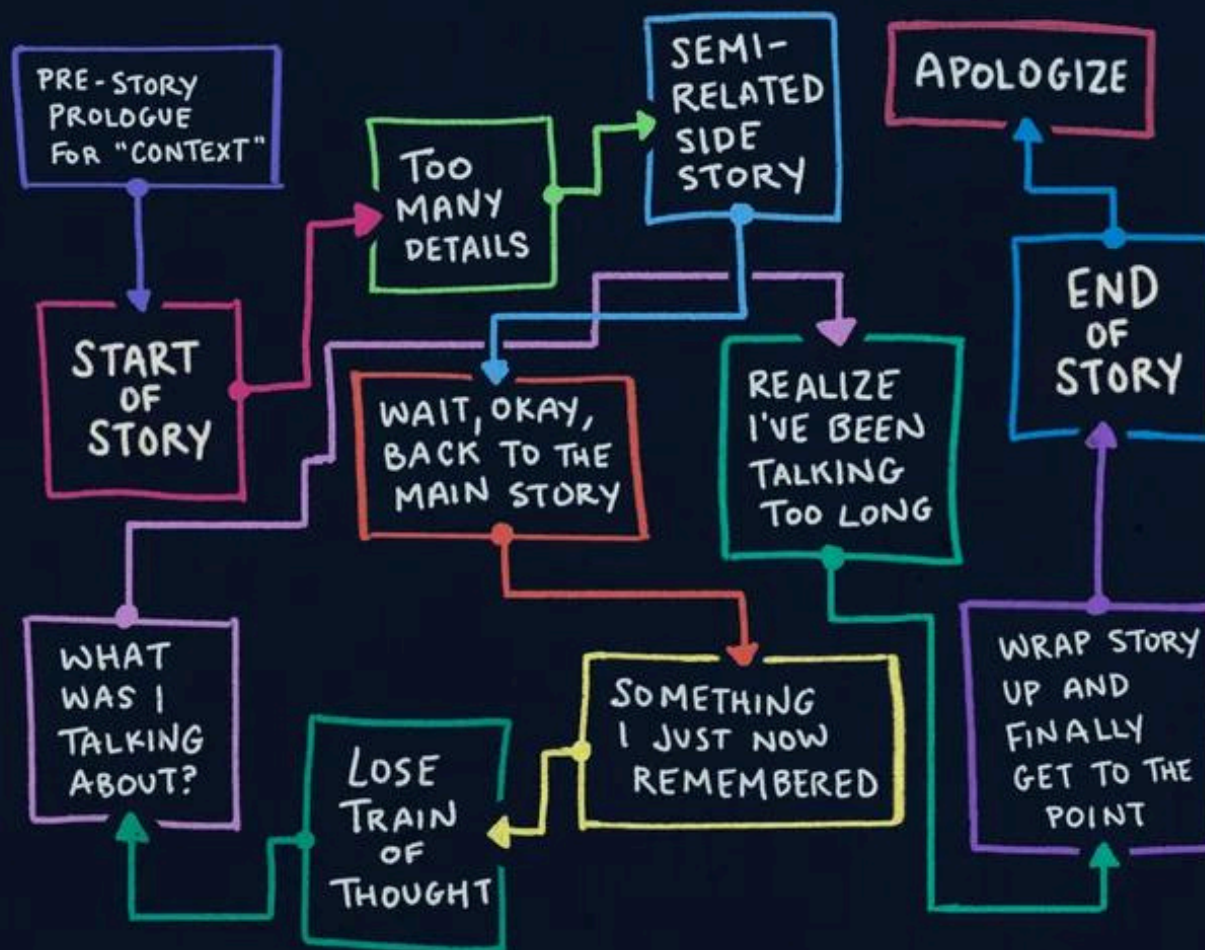 PRE-STORY
PROLOGUE
FOR "CONTEXT"
START
OF
STORY
TOO
MANY
DETAILS
SEMI-
RELATED
SIDE
STORY
WAIT, OKAY,
BACK TO THE
MAIN STORY
SOMETHING
I JUST NOW
REMEMBERED
LOSE
TRAIN
OF
THOUGHT
WHAT
WAS I
TALKING
ABOUT?
REALIZE
I'VE BEEN
TALKING
TOO LONG
WRAP STORY
UP AND
FINALLY
GET TO THE
POINT
END
OF
STORY
APOLOGIZE